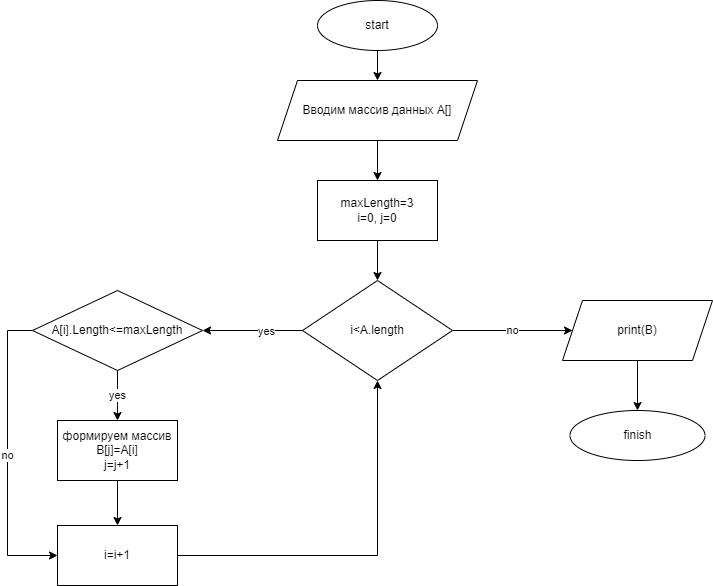 start
Вводим массив данных A[]
maxLength=3
i=0, j=0
i<A.length
yes
no
A[i].Length<=maxLength
print(B)
yes
no
формируем массив
B[j]=A[i]
j=j+1
finish
i=i+1